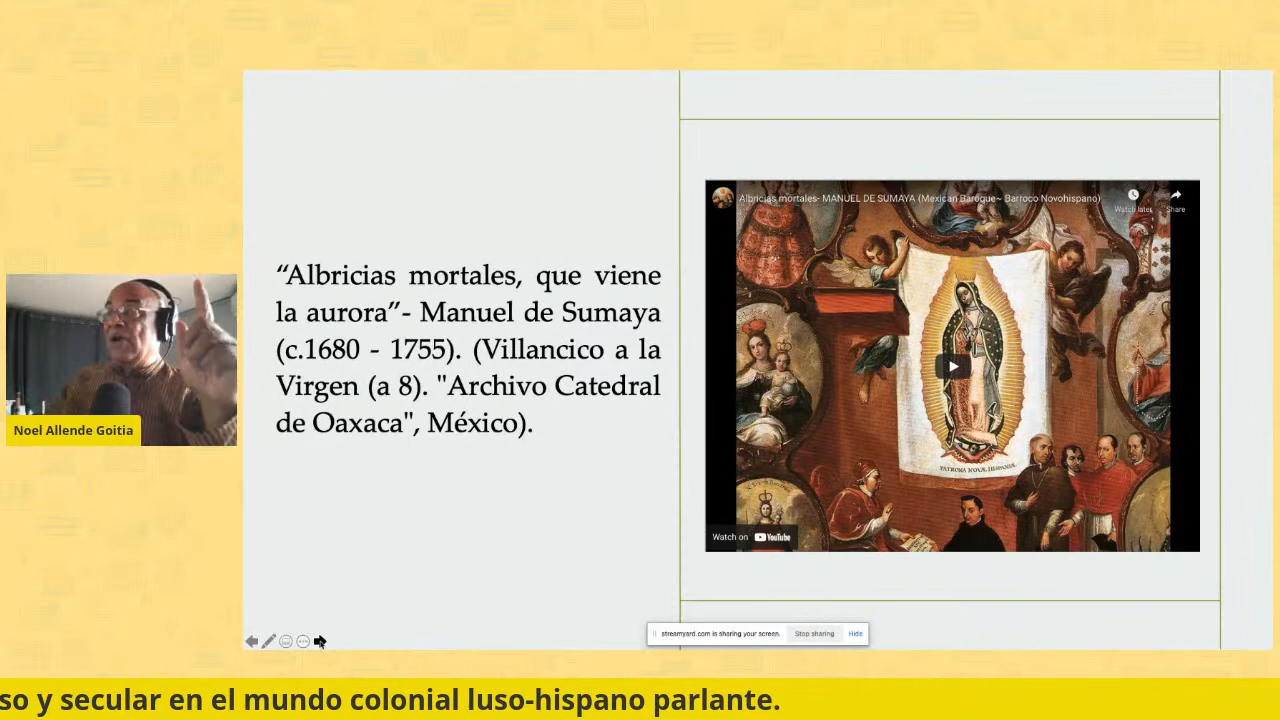 “Albricias mortales, que viene
la aurora”- Manuel de Sumaya
(c.1680 - 1755). (Villancico a la
Virgen (a 8). "Archivo Catedral
de Oaxaca", México).
Albricias mortales- MANUEL DE SUMAYA (Mexican Baroque~ Barroco Novohispano)
Watch later
Share
PATRONA NOVÆ HISPANIÆ
Watch on YouTube
Noel Allende Goitia
streamyard.com is sharing your screen.
Stop sharing
Hide
so y secular en el mundo colonial luso-hispano parlante.